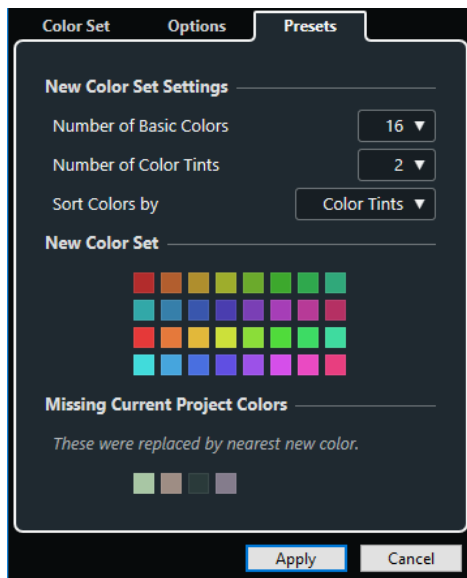 Color Set Options Presets
New Color Set Settings
Number of Basic Colors 16
Number of Color Tints 2
Sort Colors by Color Tints
New Color Set
Missing Current Project Colors
These were replaced by nearest new color.
Apply Cancel